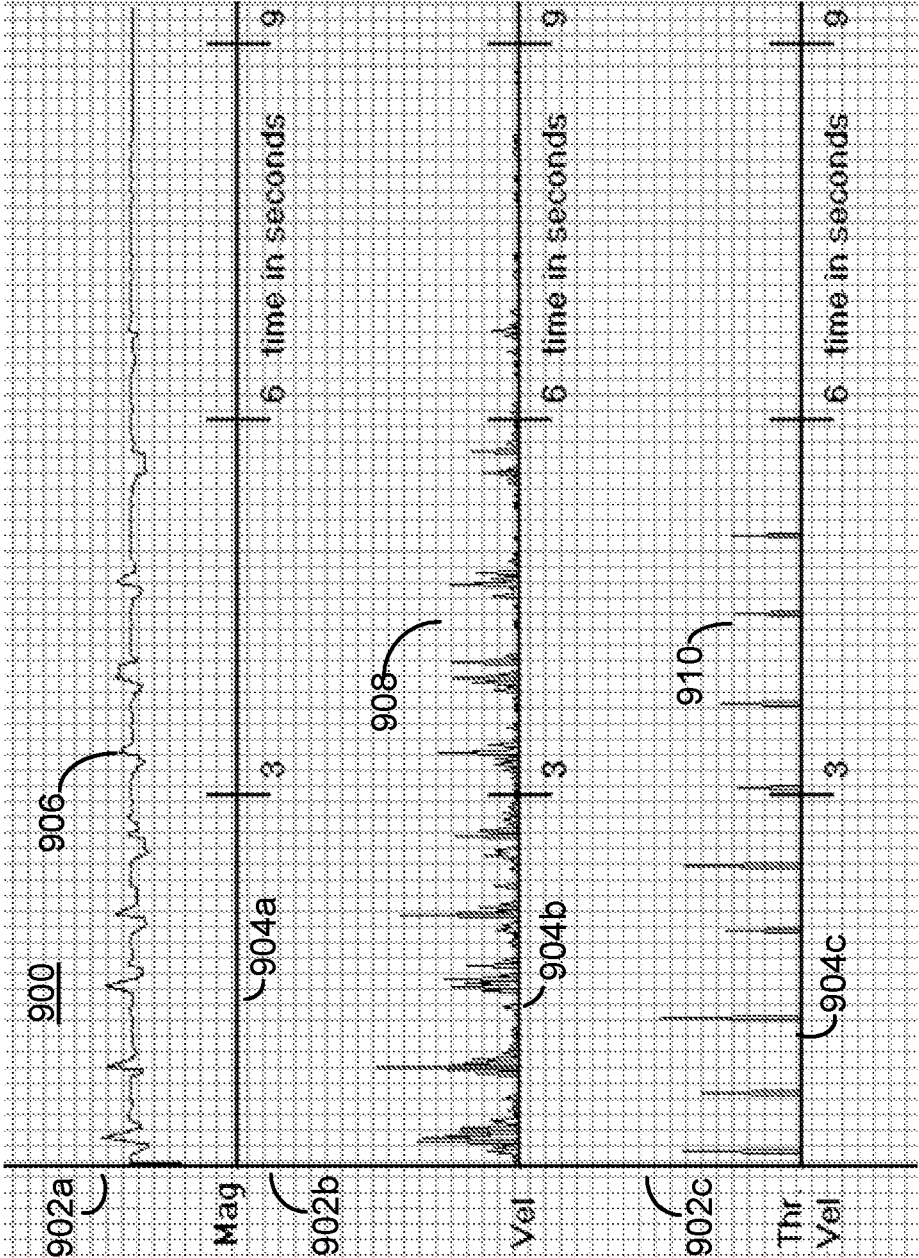 900
906
902a
Mag
3 6 time in seconds 9
904a
902b
908
Vel
3 6 time in seconds 9
904b
902c
910
Thr.
Vel
3 6 time in seconds 9
904c